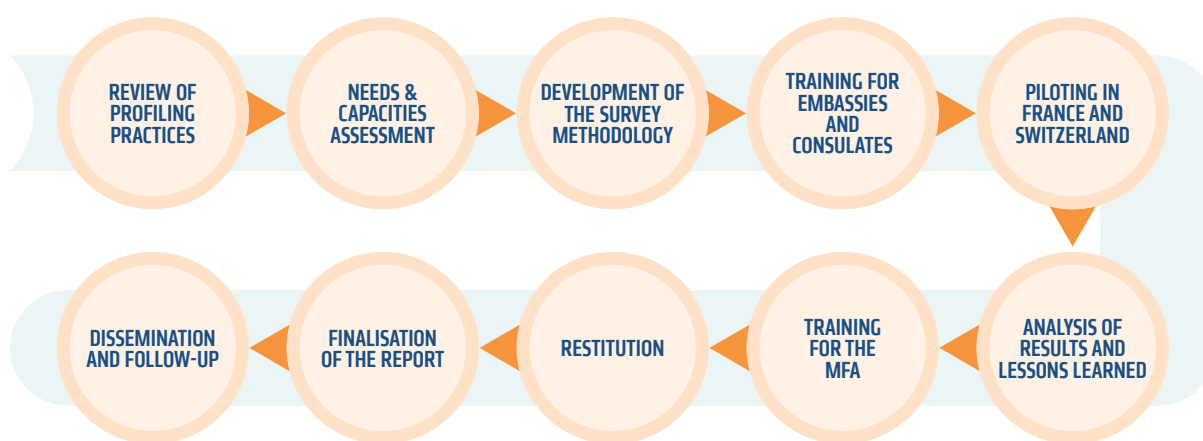 REVIEW OF
PROFILING
PRACTICES
NEEDS &
CAPACITIES
ASSESSMENT
DEVELOPMENT OF
THE SURVEY
METHODOLOGY
TRAINING FOR
EMBASSIES
AND
CONSULATES
PILOTING IN
FRANCE AND
SWITZERLAND
ANALYSIS OF
RESULTS AND
LESSONS LEARNED
TRAINING
FOR THE
MFA
RESTITUTION
FINALISATION
OF THE REPORT
DISSEMINATION
AND FOLLOW-UP